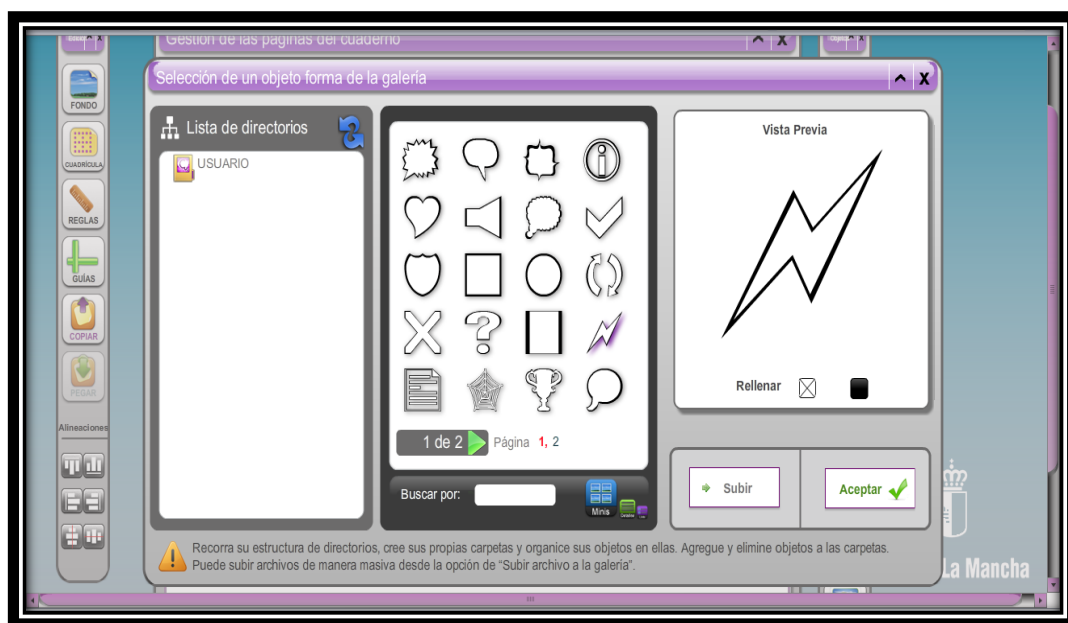 Gestión de las páginas del cuaderno
Selección de un objeto forma de la galería
X
FONDO
CUADRÍCULA
REGLAS
GUÍAS
COPIAR
PEGAR
Alineaciones
Lista de directorios
USUARIO
1 de 2
Página 1, 2
Buscar por:
Minis
Vista Previa
Rellenar
Subir
Aceptar
Recorra su estructura de directorios, cree sus propias carpetas y organice sus objetos en ellas. Agregue y elimine objetos a las carpetas.
Puede subir archivos de manera masiva desde la opción de “Subir archivo a la galería”.
La Mancha